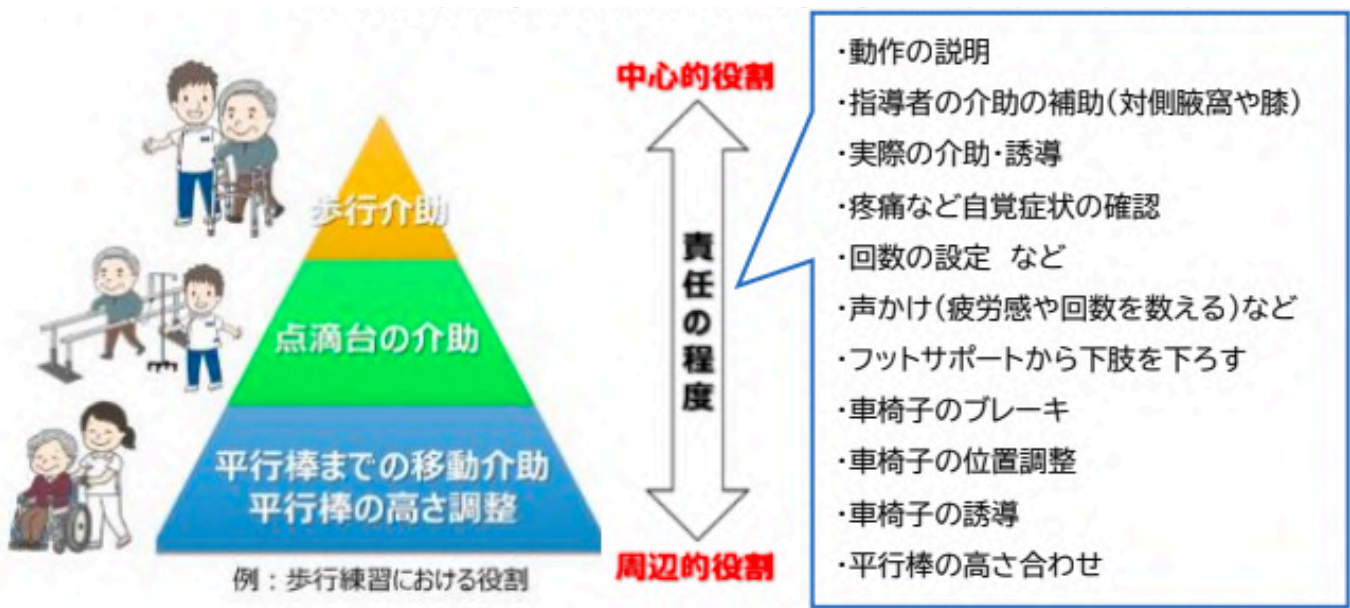 歩行介助
点滴台の介助
平行棒までの移動介助
平行棒の高さ調整
例：歩行練習における役割
中心的役割
責任の程度
周辺的役割
・動作の説明
・指導者の介助の補助(対側腋窩や膝)
・実際の介助・誘導
・疼痛など自覚症状の確認
・回数の設定　など
・声かけ(疲労感や回数を数える)など
・フットサポートから下肢を下ろす
・車椅子のブレーキ
・車椅子の位置調整
・車椅子の誘導
・平行棒の高さ合わせ